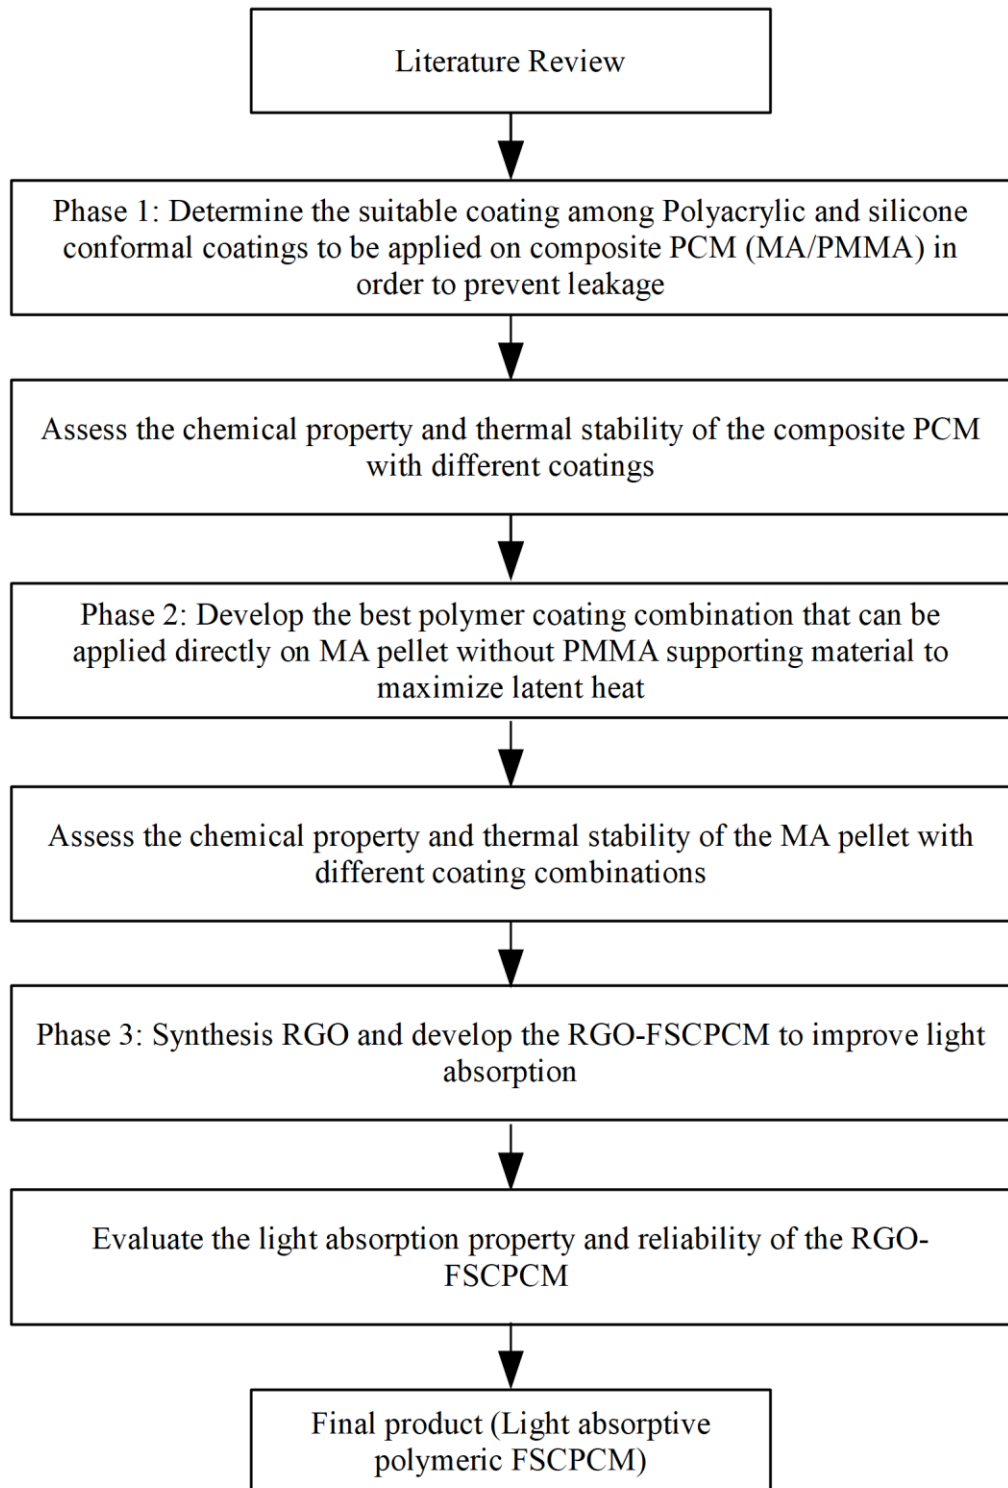 Literature Review
Phase 1: Determine the suitable coating among Polyacrylic and silicone
conformal coatings to be applied on composite PCM (MA/PMMA) in
order to prevent leakage
Assess the chemical property and thermal stability of the composite PCM
with different coatings
Phase 2: Develop the best polymer coating combination that can be
applied directly on MA pellet without PMMA supporting material to
maximize latent heat
Assess the chemical property and thermal stability of the MA pellet with
different coating combinations
Phase 3: Synthesis RGO and develop the RGO-FSCPCM to improve light
absorption
Evaluate the light absorption property and reliability of the RGO-
FSCPCM
Final product (Light absorptive
polymeric FSCPCM)